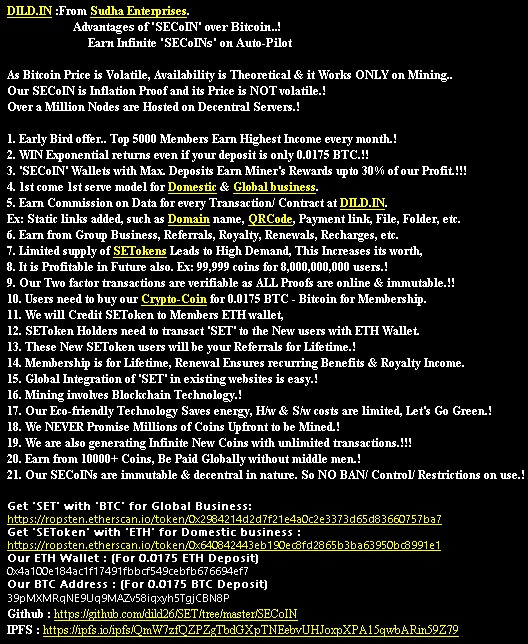 DILD.IN :From Sudha Enterprises.
Advantages of 'SECoIN' over Bitcoin..!
Earn Infinite 'SECoINs' on Auto-Pilot
As Bitcoin Price is Volatile, Availability is Theoretical & it Works ONLY on Mining..
Our SECoIN is Inflation Proof and its Price is NOT volatile.!
Over a Million Nodes are Hosted on Decentral Servers.!
1. Early Bird offer.. Top 5000 Members Earn Highest Income every month.!
2. WIN Exponential returns even if your deposit is only 0.0175 BTC.!!
3. 'SECoIN' Wallets with Max. Deposits Earn Miner's Rewards upto 30% of our Profit.!!!
4. 1st come 1st serve model for Domestic & Global business.
5. Earn Commission on Data for every Transaction/ Contract at DILD.IN.
Ex: Static links added, such as Domain name, QRCode, Payment link, File, Folder, etc.
6. Earn from Group Business, Referrals, Royalty, Renewals, Recharges, etc.
7. Limited supply of SETokens Leads to High Demand, This Increases its worth,
8. It is Profitable in Future also. Ex: 99,999 coins for 8,000,000,000 users.!
9. Our Two factor transactions are verifiable as ALL Proofs are online & immutable.!!
10. Users need to buy our Crypto-Coin for 0.0175 BTC - Bitcoin for Membership.
11. We will Credit SEToken to Members ETH wallet,
12. SEToken Holders need to transact 'SET' to the New users with ETH Wallet.
13. These New SEToken users will be your Referrals for Lifetime.!
14. Membership is for Lifetime, Renewal Ensures recurring Benefits & Royalty Income.
15. Global Integration of 'SET' in existing websites is easy.!
16. Mining involves Blockchain Technology.!
17. Our Eco-friendly Technology Saves energy, H/w & S/w costs are limited, Let's Go Green.!
18. We NEVER Promise Millions of Coins Upfront to be Mined.!
19. We are also generating Infinite New Coins with unlimited transactions.!!!
20. Earn from 10000+ Coins, Be Paid Globally without middle men.!
21. Our SECoINs are immutable & decentral in nature. So NO BAN/ Control/ Restrictions on use.!
Get 'SET' with 'BTC' for Global Business:
https://ropsten.etherscan.io/token/0x2984214d2d7f21e4a0c2e3373d65d83660757ba7
Get 'SEToken' with 'ETH' for Domestic business :
https://ropsten.etherscan.io/token/0x640842443eb190ec8fd2865b3ba63950bc8991e1
Our ETH Wallet : (For 0.0175 ETH Deposit)
0x4a100e184ac1f17491fbbcf549cebfb676694ef7
Our BTC Address : (For 0.0175 BTC Deposit)
39pMXMRqNE9Uq9MAZv58iqxyh5TgjCBN8P
Github : https://github.com/dild26/SET/tree/master/SECoIN
IPFS : https://ipfs.io/ipfs/QmW7zfQZPZgTbdGXpTNEebvUHJoxpXPA15qwbARin59Z79